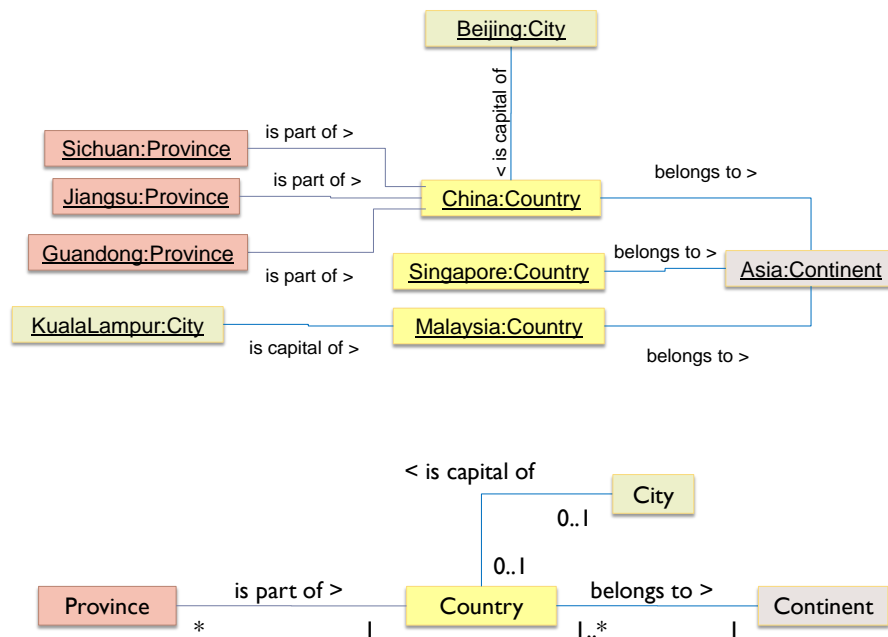 Beijing:City
< is capital of
is part of >
Sichuan:Province
is part of >
Jiangsu:Province
China:Country
belongs to >
Guandong:Province
is part of >
belongs to >
Singapore:Country
Asia:Continent
KualaLampur:City
is capital of >
Malaysia:Country
belongs to >
< is capital of
City
0..1
0..1
Province
is part of >
Country
belongs to >
Continent
*
1
1..*
1